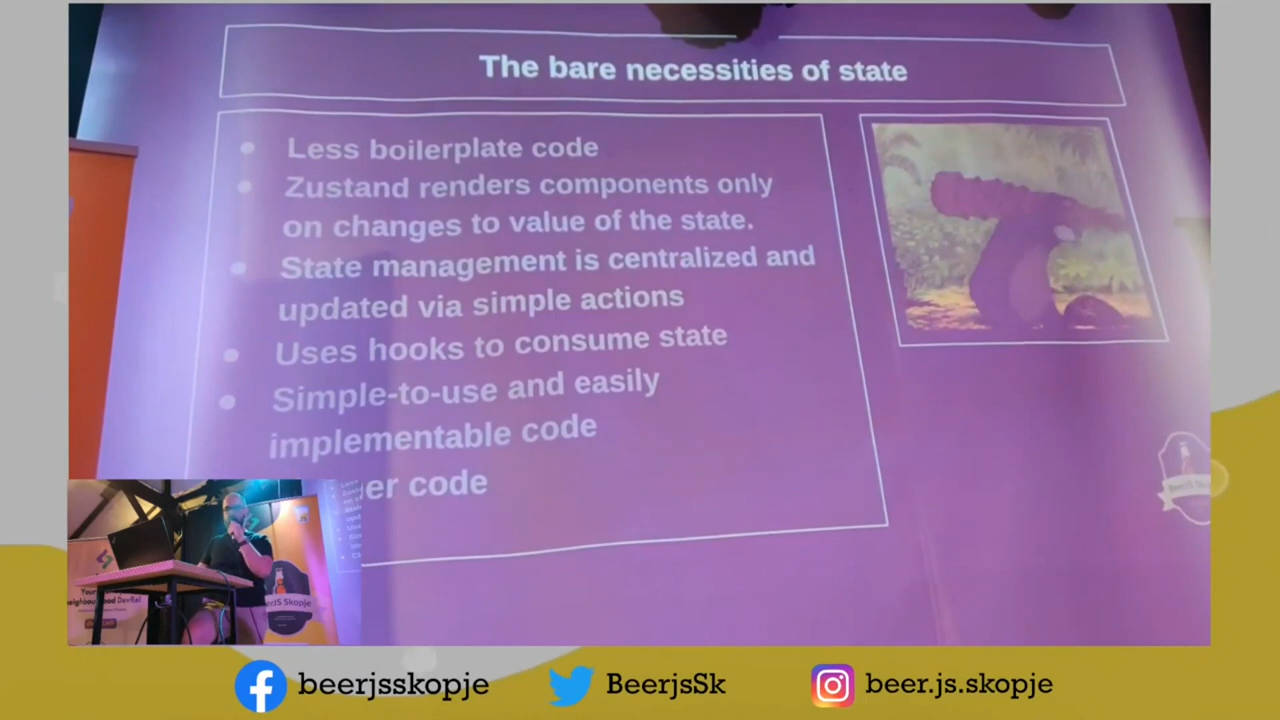 The bare necessities of state
Less boilerplate code
Zustand renders components only
on changes to value of the state.
State management is centralized and
updated via simple actions
Uses hooks to consume state
Simple-to-use and easily
implementable code
er code
BeerJS Skopje
beerjsskopje
BeerjsSk
beer.js.skopje